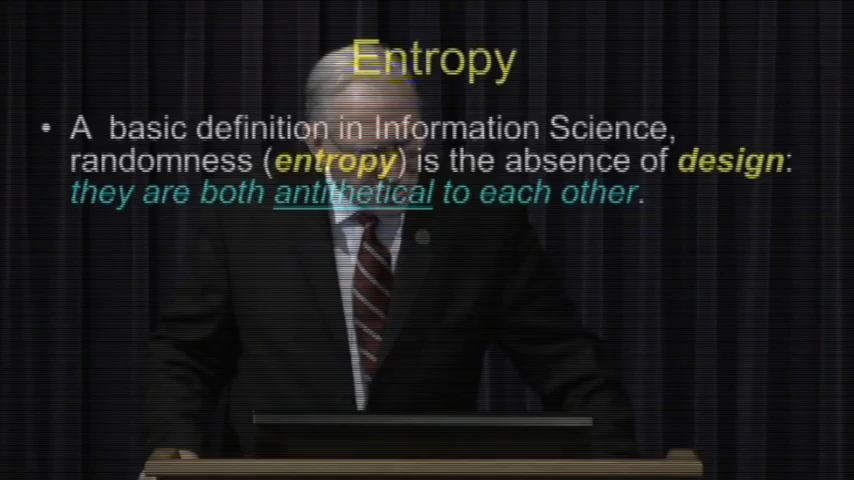 Entropy
• A basic definition in Information Science,
randomness (entropy) is the absence of design:
they are both antithetical to each other.